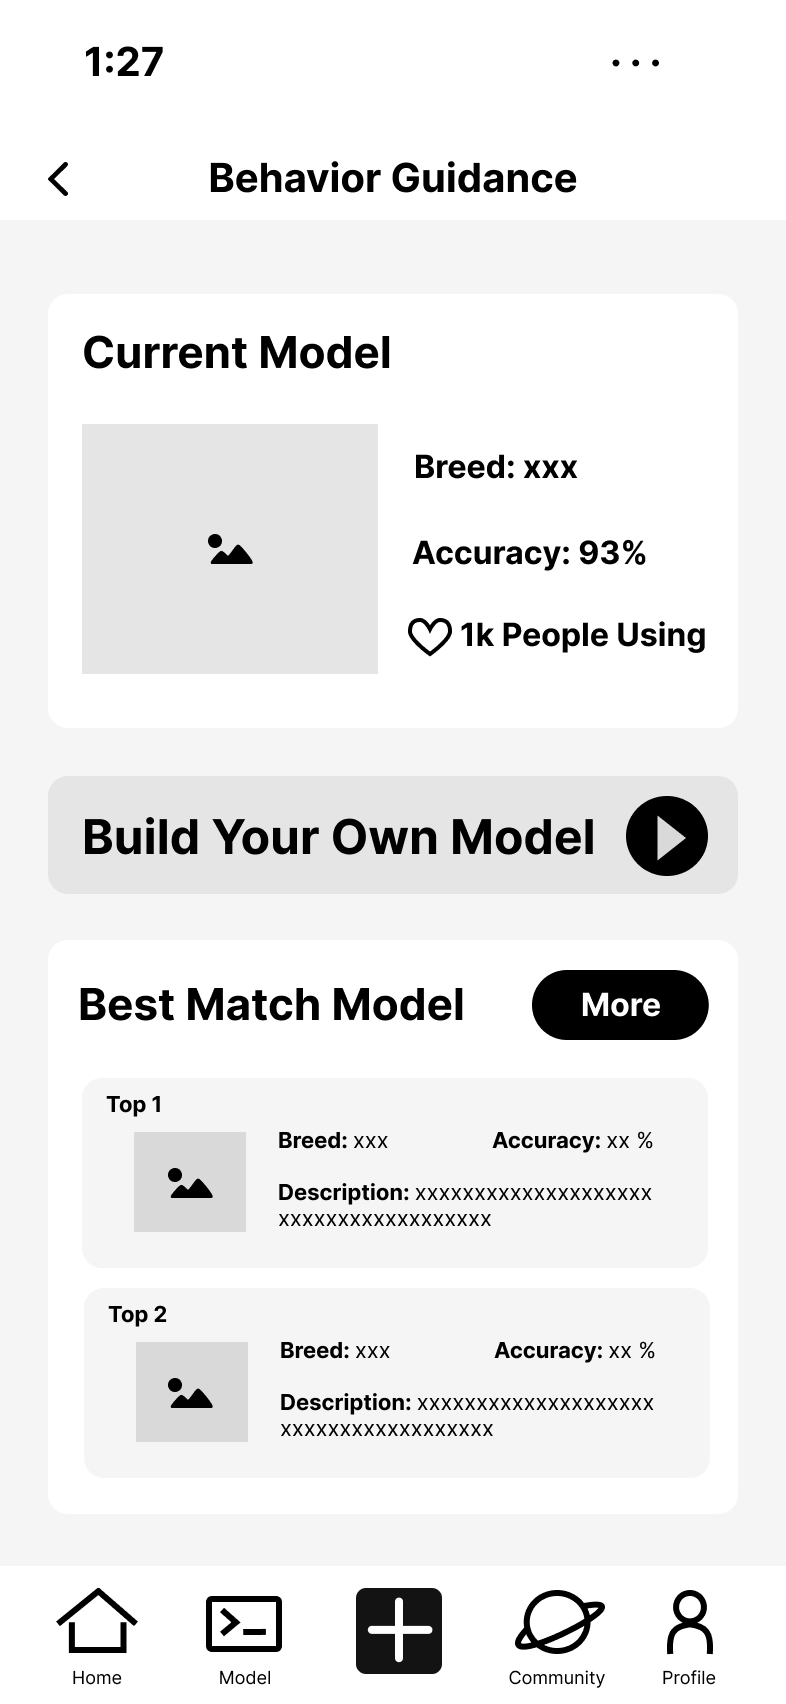 1:27
Behavior Guidance
Current Model
Breed: xxx
Accuracy: 93%
1k People Using
Build Your Own Model
Best Match Model
More
Top 1
Breed: xxx Accuracy: xx %
Description: xxxxxxxxxxxxxxxxxxxx
xxxxxxxxxxxxxxxxxx
Top 2
Breed: xxx Accuracy: xx %
Description: xxxxxxxxxxxxxxxxxxxx
xxxxxxxxxxxxxxxxxx
Home Model Community Profile